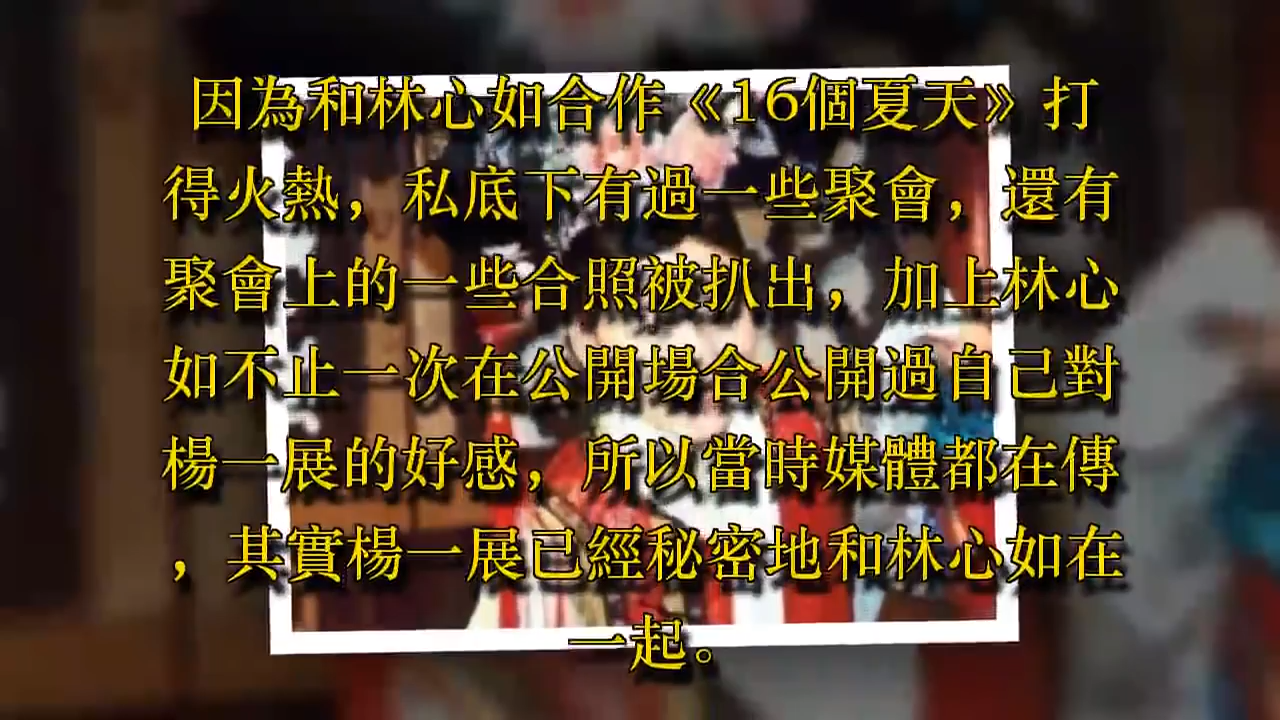 因為和林心如合作《16個夏天》打
得火熱，私底下有過一些聚會，還有
聚會上的一些合照被扒出，加上林心
如不止一次在公開場合公開過自己對
楊一展的好感，所以當時媒體都在傳
，其實楊一展已經秘密地和林心如在
一起。